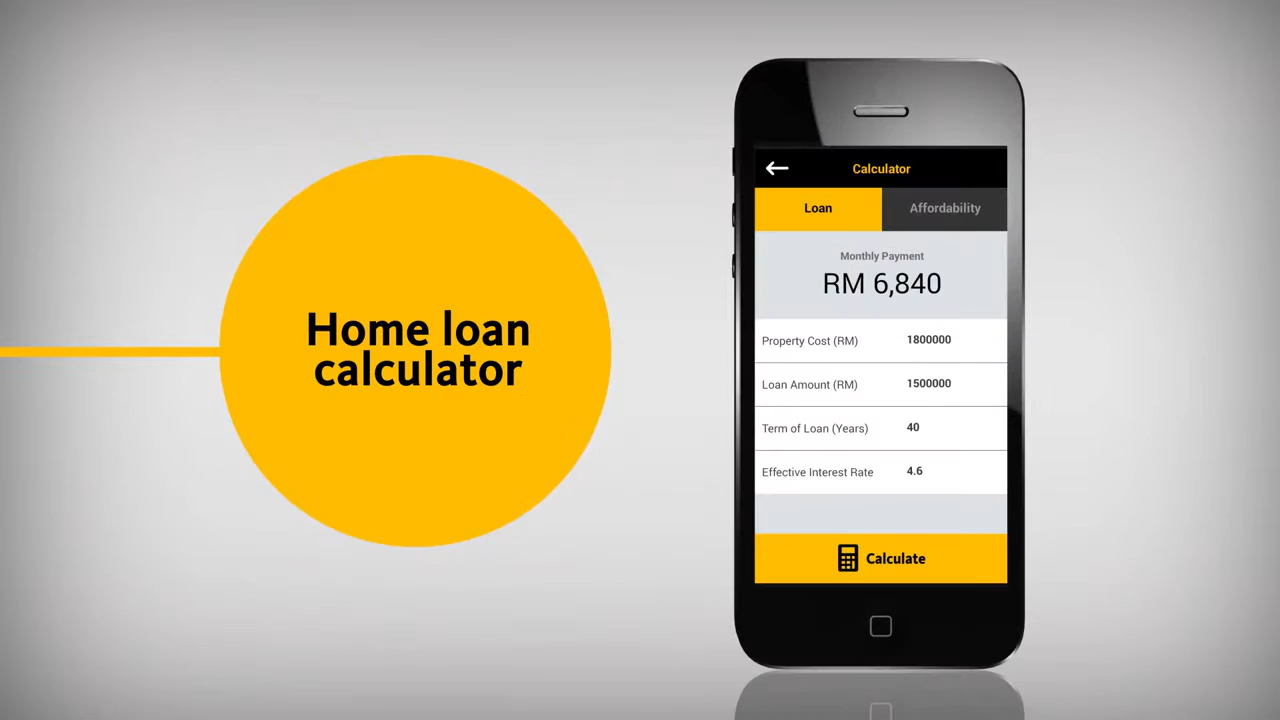 Home loan
calculator
Calculator
Loan
Affordability
Monthly Payment
RM 6,840
Property Cost (RM)
1800000
Loan Amount (RM)
1500000
Term of Loan (Years)
40
Effective Interest Rate
4.6
Calculate